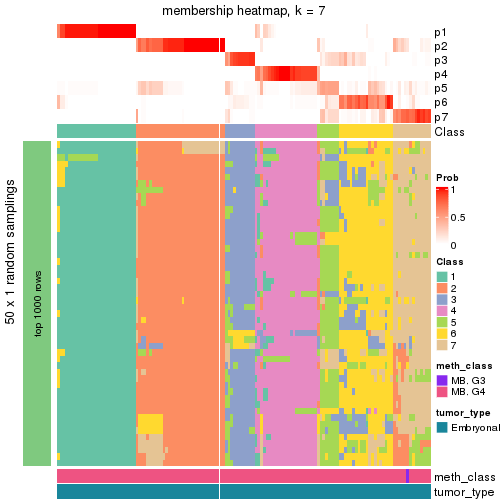 membership heatmap, k = 7
p1
p2
p3
p4
p5
p6
p7
Class
50 x 1 random samplings
top 1000 rows
meth_class
tumor_type
Prob
1
0.5
0
Class
1
2
3
4
5
6
7
meth_class
MB. G3
MB. G4
tumor_type
Embryonal